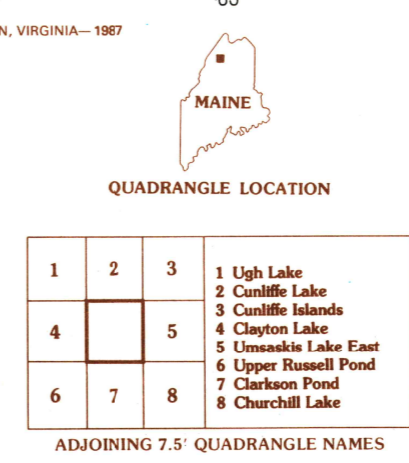 60
N, VIRGINIA— 1987
MAINE
QUADRANGLE LOCATION
1 2 3
4 5
6 7 8
1 Ugh Lake
2 Cunliffe Lake
3 Cunliffe Islands
4 Clayton Lake
5 Umsaskis Lake East
6 Upper Russell Pond
7 Clarkson Pond
8 Churchill Lake
ADJOINING 7.5′ QUADRANGLE NAMES